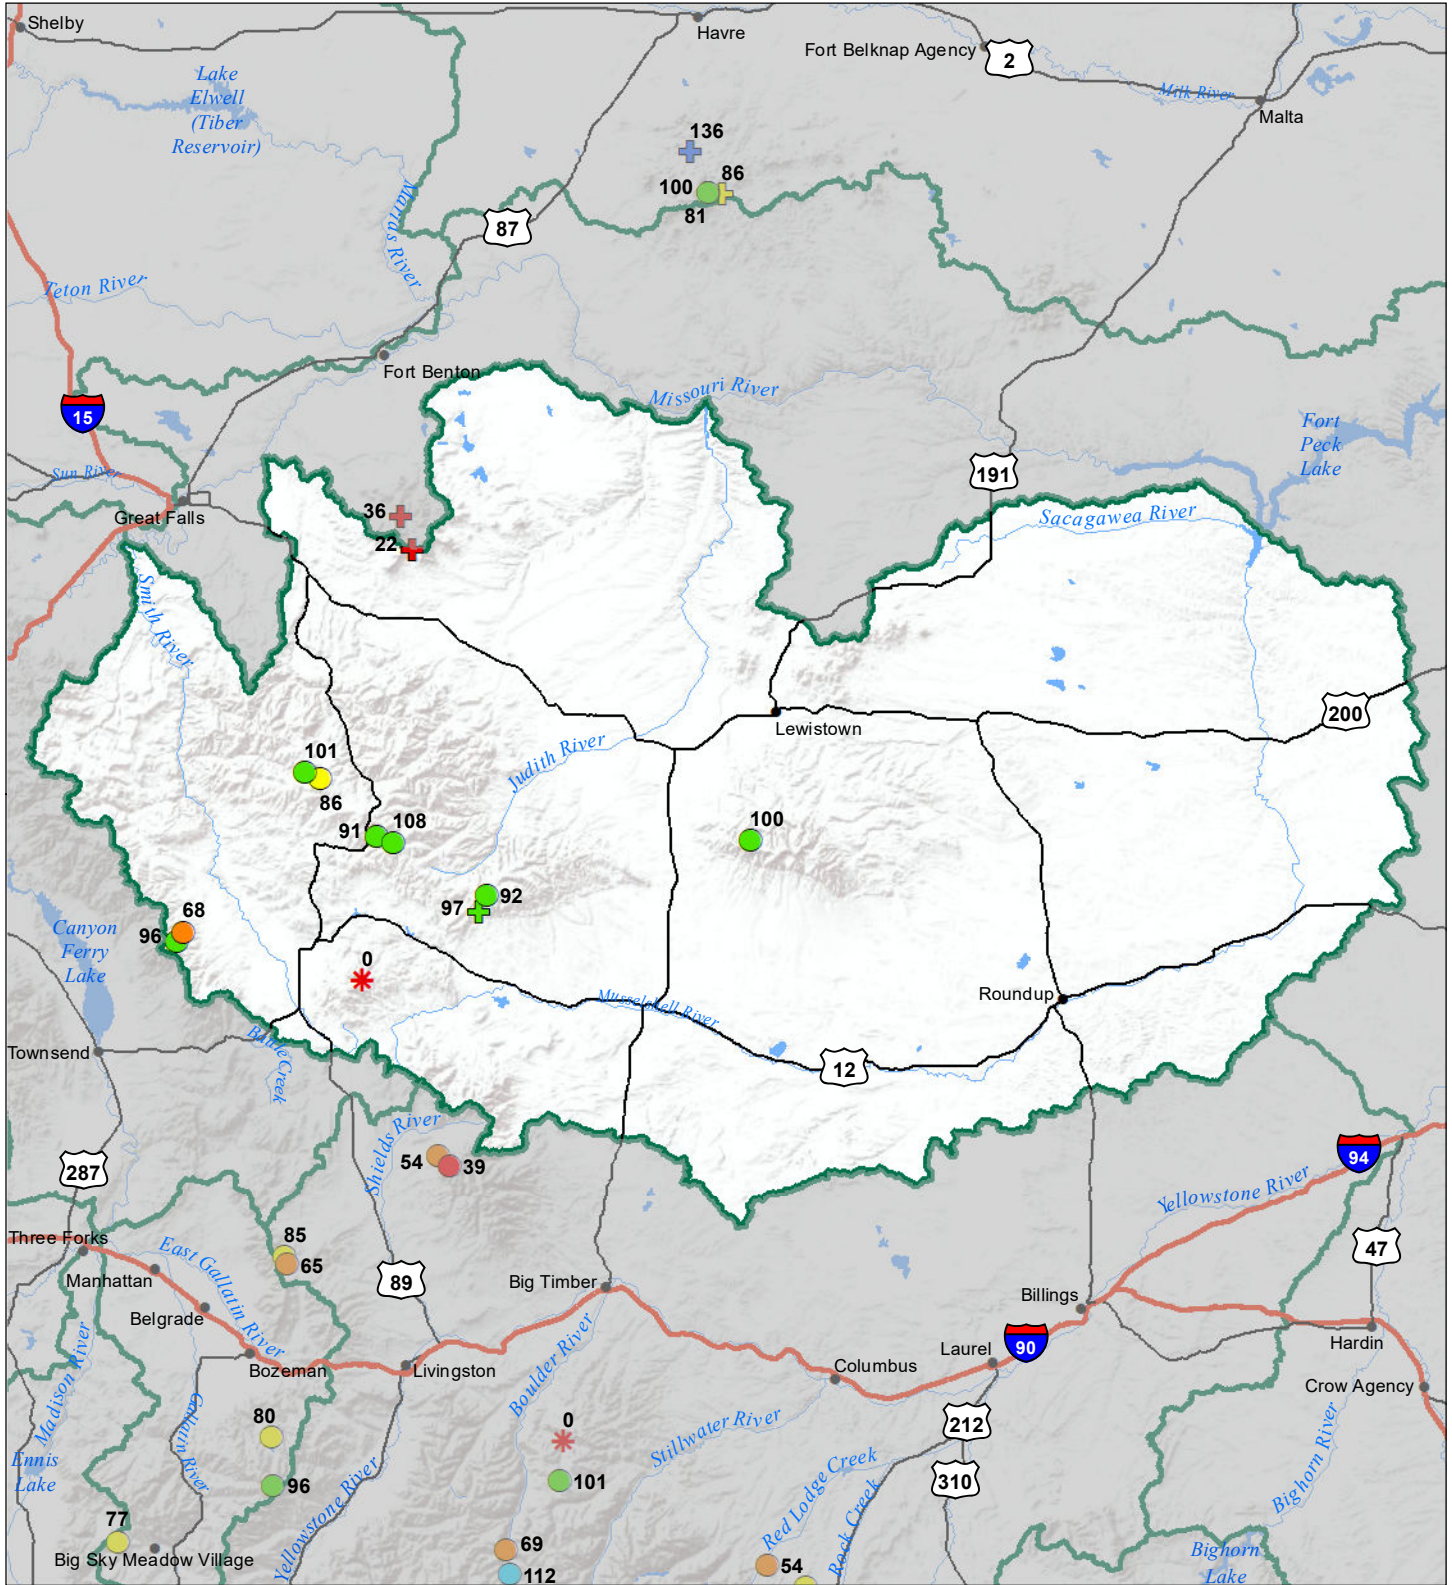 Shelby
Havre
Fort Belknap Agency
2
Lake
Elwell
(Tiber
Reservoir)
Milk River
Malta
136
86
100
81
Marias River
87
Teton River
Fort Benton
Missouri River
15
Fort
Peck
Lake
Sun River
191
36
Great Falls
22
Sacagawea River
Smith River
200
Lewistown
Judith River
101
86
91
108
100
92
97
68
96
Canyon
Ferry
Lake
0
Musselshell River
Roundup
Battle Creek
Townsend
12
Shields River
54
39
94
287
Yellowstone River
Three Forks
85
65
East Gallatin River
47
Manhattan
89
Big Timber
Billings
Belgrade
Madison River
Boulder River
90
Laurel
Hardin
Bozeman
Livingston
Columbus
Crow Agency
Gallatin River
80
0
Stillwater River
212
Ennis
Lake
96
101
Red Lodge Creek
310
Bighorn River
Yellowstone River
Rock Creek
77
69
54
Big Sky Meadow Village
112
Bighorn
Lake